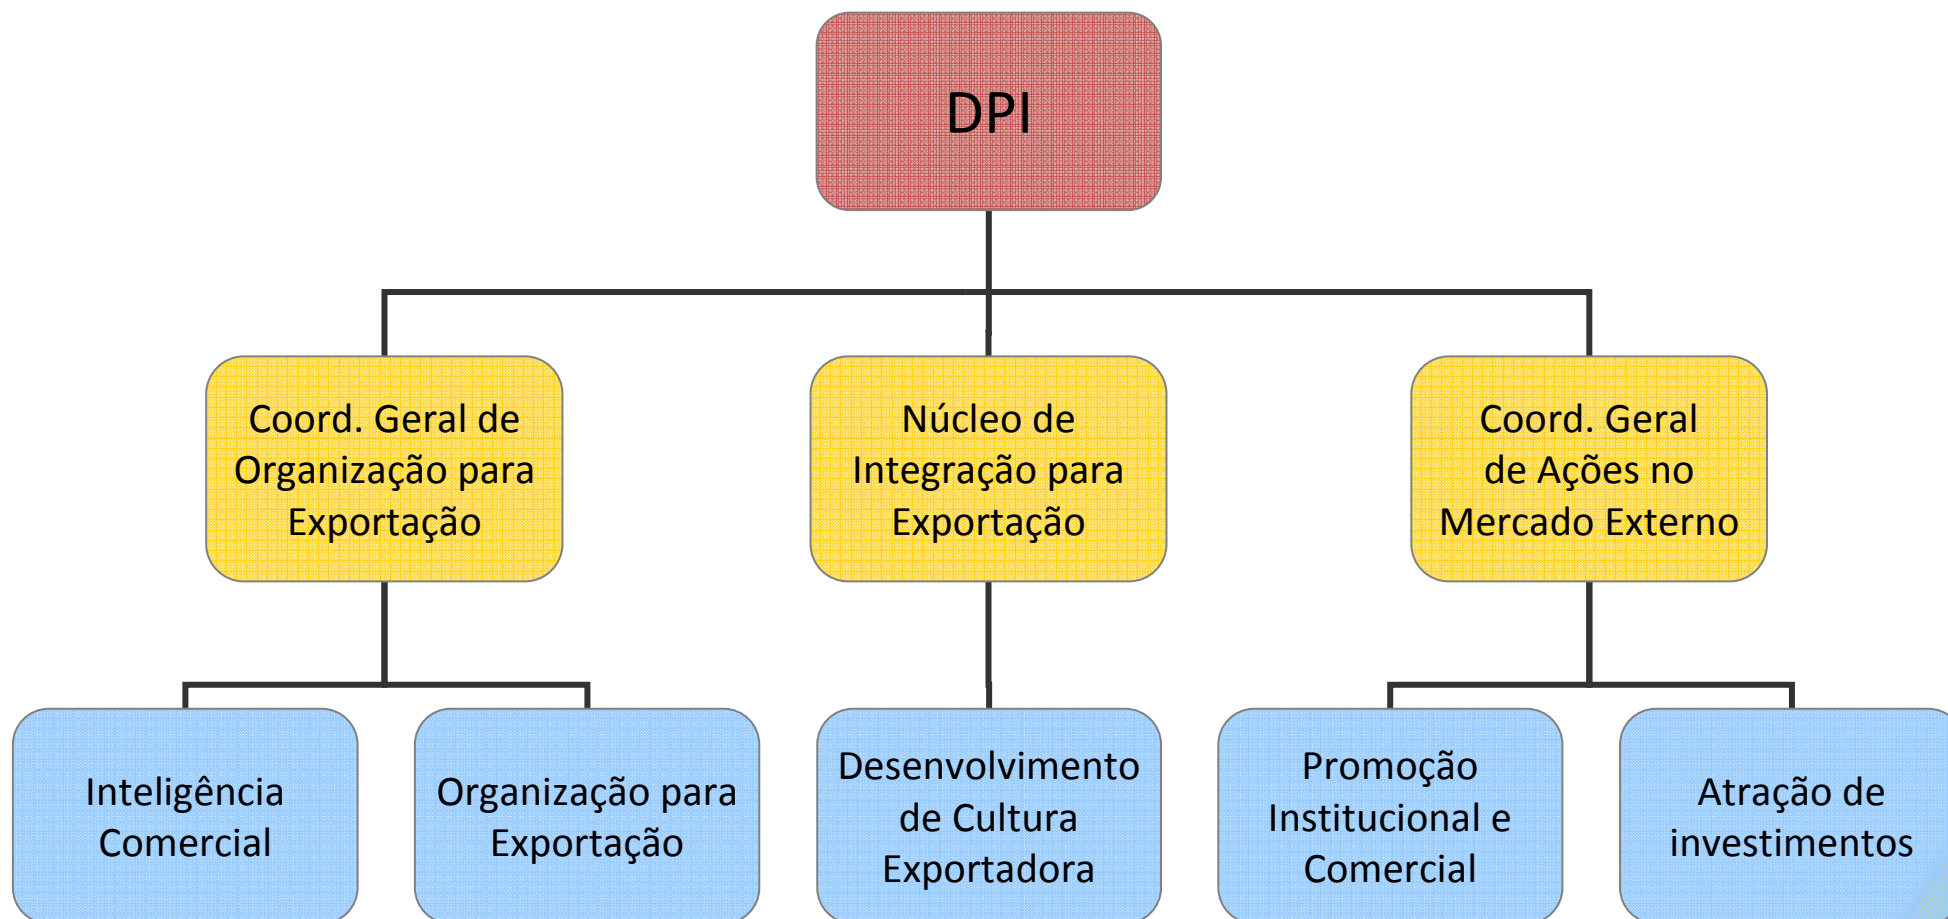 DPI
Coord. Geral de
Organização para
Exportação
Núcleo de
Integração para
Exportação
Coord. Geral
de Ações no
Mercado Externo
Inteligência
Comercial
Organização para
Exportação
Desenvolvimento
de Cultura
Exportadora
Promoção
Institucional e
Comercial
Atração de
investimentos